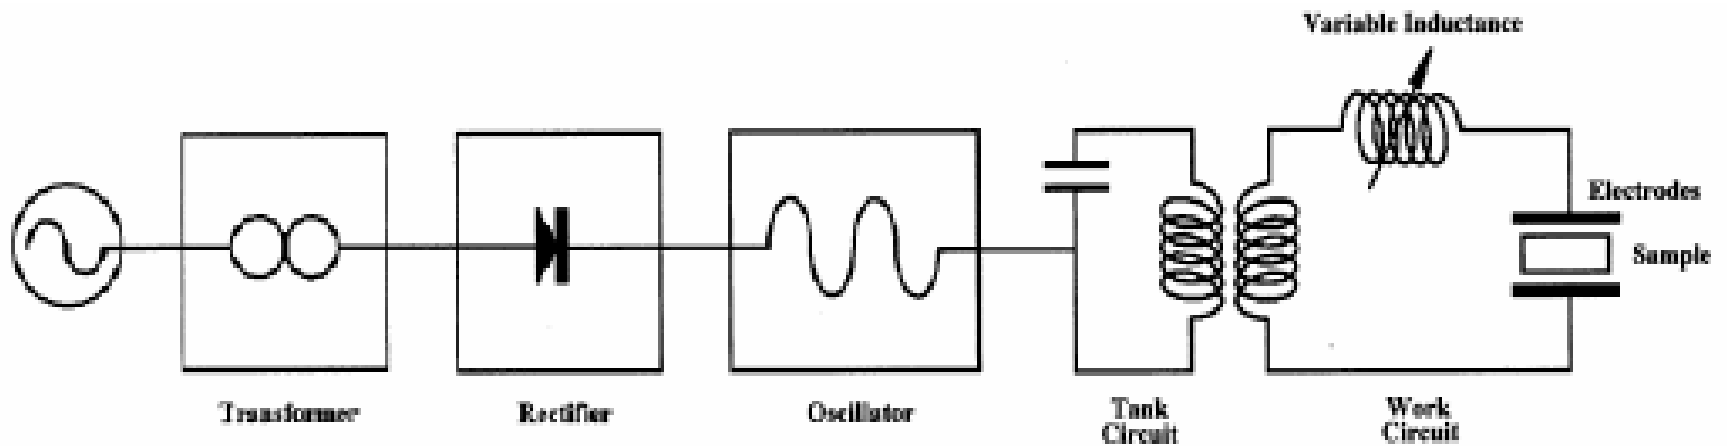 Variable Inductance
Electrodes
Sample
Transformer
Rectifier
Oscillator
Tank
Circuit
Work
Circuit